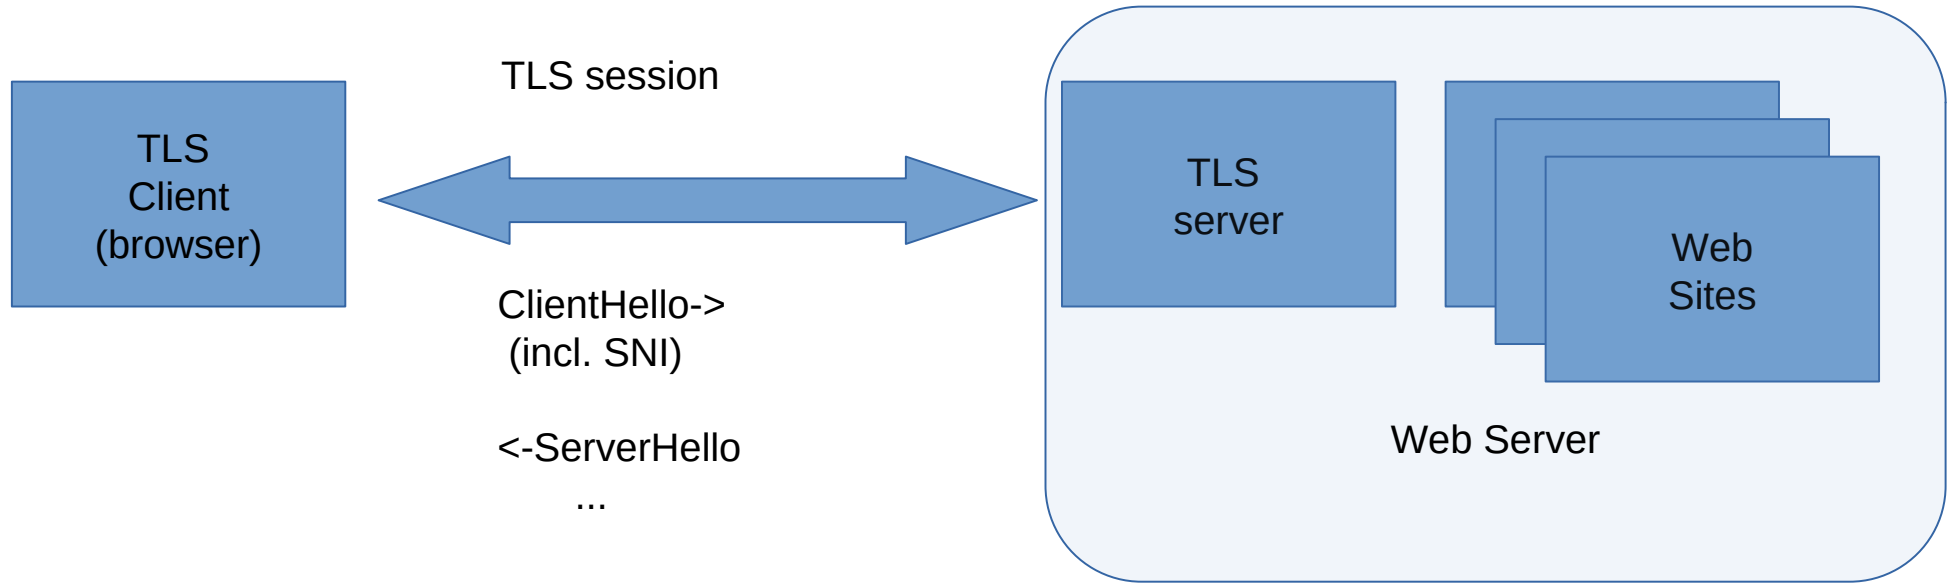 TLS
Client
(browser)
TLS session
ClientHello->
(incl. SNI)
<-ServerHello
...
TLS
server
Web
Sites
Web Server